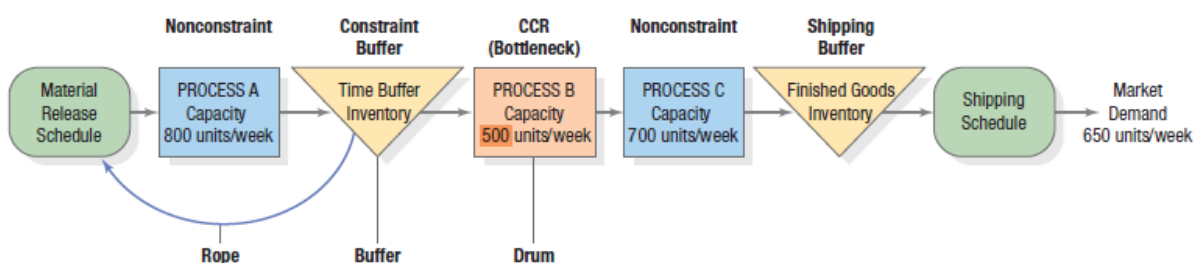 Nonconstraint
Constraint
Buffer
CCR
(Bottleneck)
Nonconstraint
Shipping
Buffer
Material
Release
Schedule
PROCESS A
Capacity
800 units/week
Time Buffer
Inventory
PROCESS B
Capacity
500 units/week
PROCESS C
Capacity
700 units/week
Finished Goods
Inventory
Shipping
Schedule
Market
Demand
650 units/week
Rope
Buffer
Drum